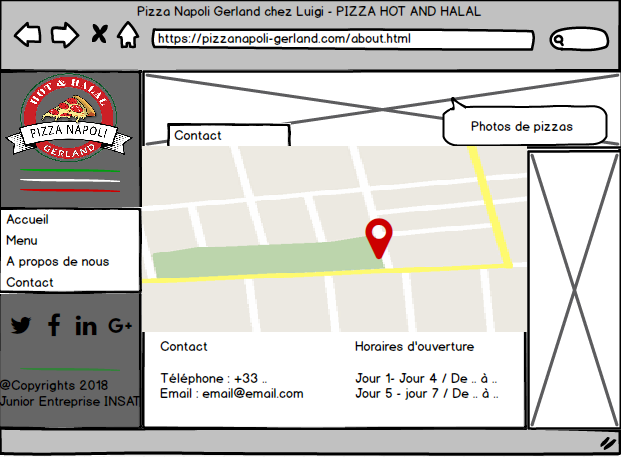 Pizza Napoli Gerland chez Luigi - PIZZA HOT AND HALAL
https://pizzanapoli-gerland.com/about.html
HOT & HALAL
PIZZA NAPOLI
GERLAND
Contact
Photos de pizzas
Accueil
Menu
A propos de nous
Contact
@Copyrights 2018
Junior Entreprise INSAT
Contact
Téléphone : +33 ..
Email : email@email.com
Horaires d'ouverture
Jour 1- Jour 4 / De .. à ..
Jour 5 - jour 7 / De .. à ..